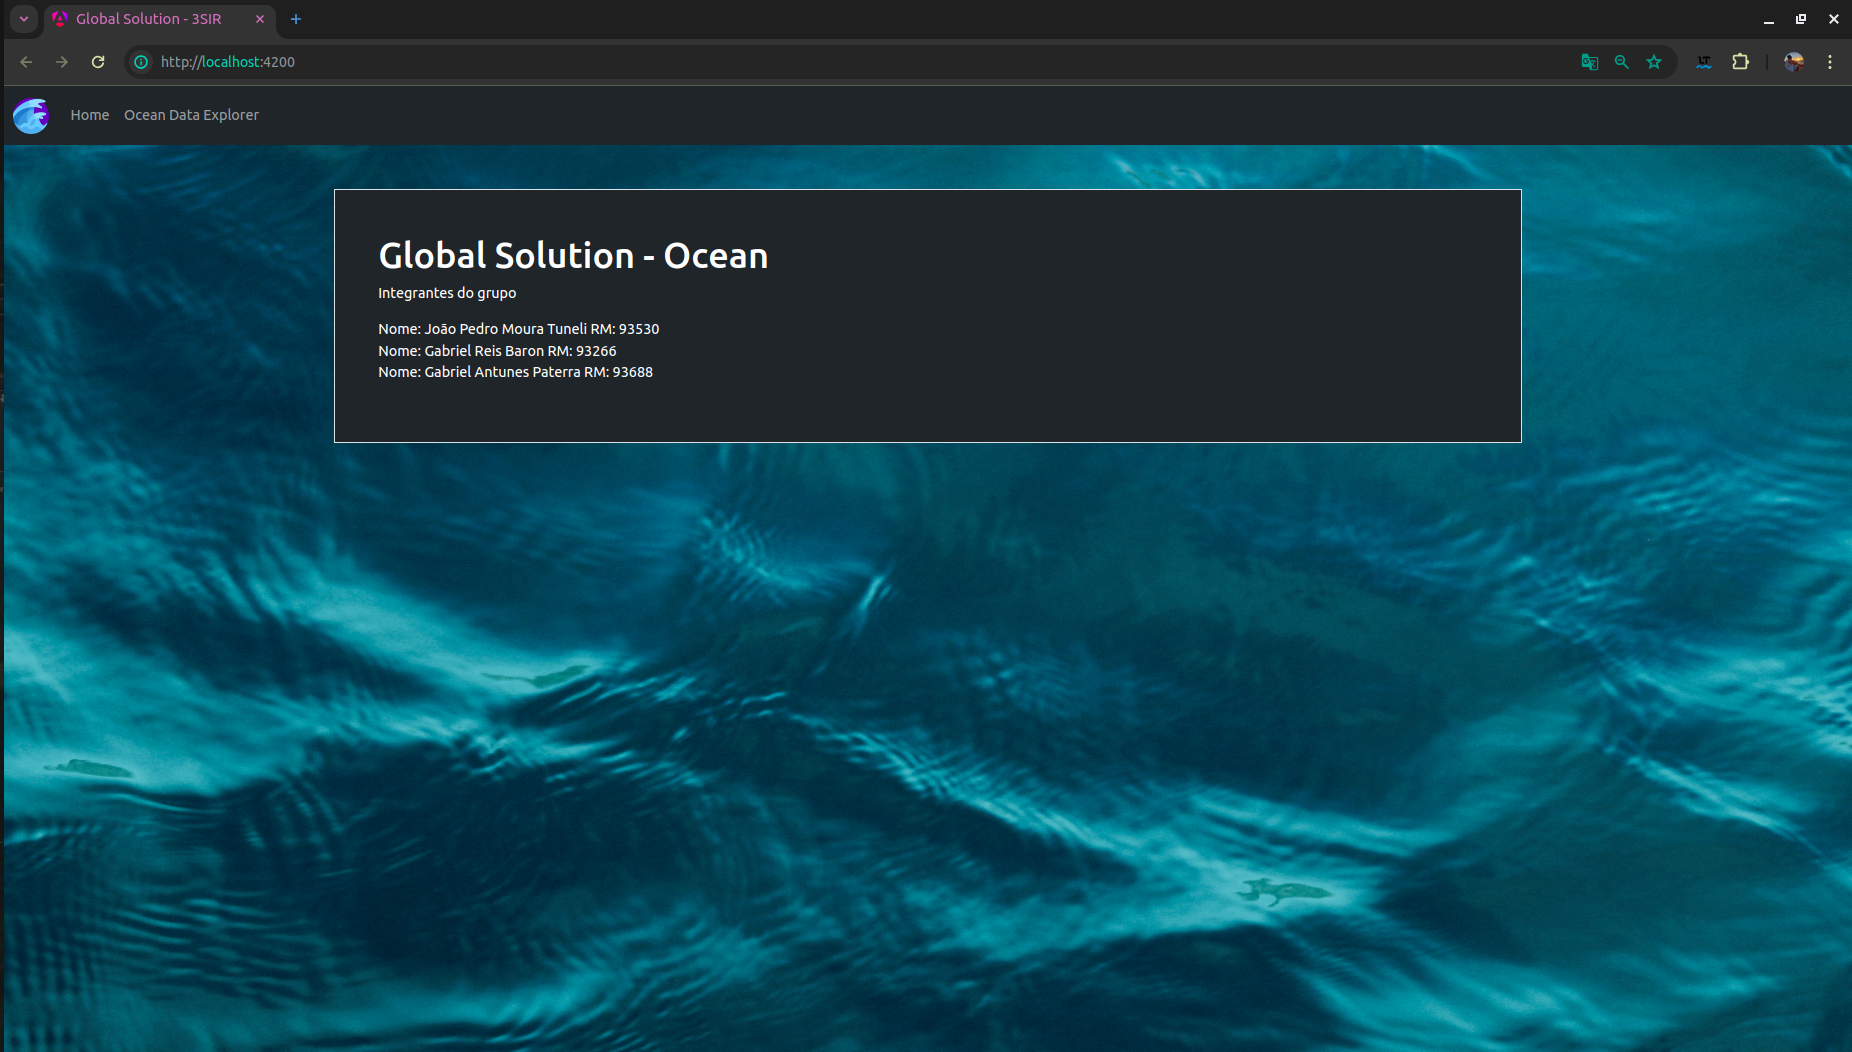 Global Solution - 3SIR
http://localhost:4200
LT
Home
Ocean Data Explorer
Global Solution - Ocean
Integrantes do grupo
Nome: João Pedro Moura Tuneli RM: 93530
Nome: Gabriel Reis Baron RM: 93266
Nome: Gabriel Antunes Paterra RM: 93688